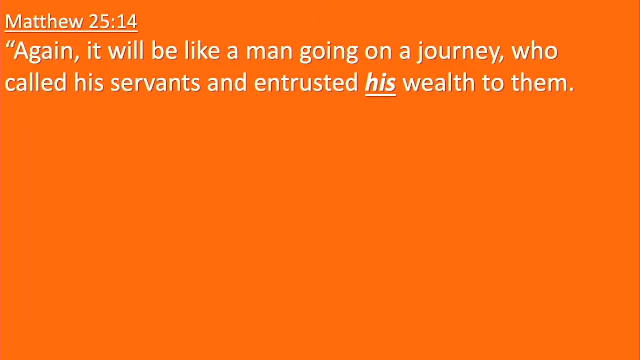 Matthew 25:14
“Again, it will be like a man going on a journey, who
called his servants and entrusted his wealth to them.